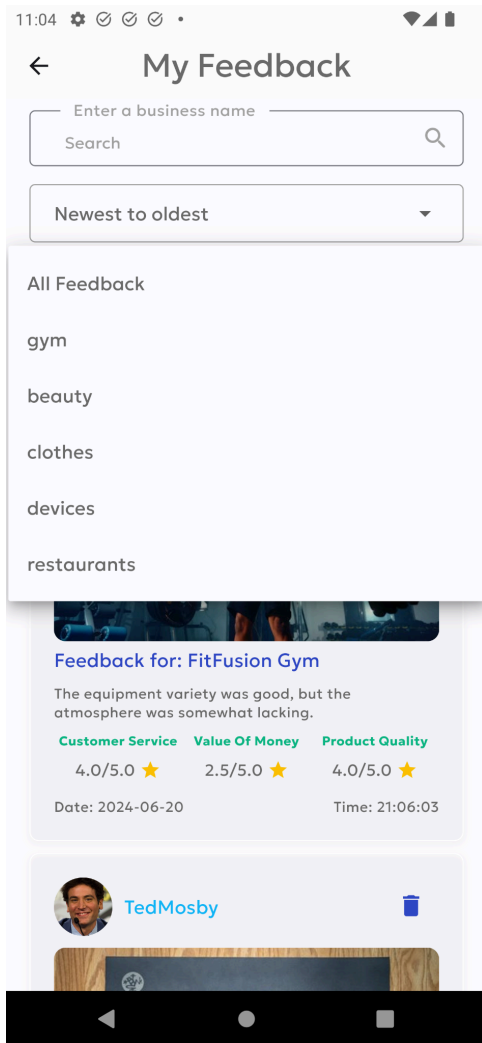 11:04
My Feedback
Enter a business name
Search
Newest to oldest
All Feedback
gym
beauty
clothes
devices
restaurants
Feedback for: FitFusion Gym
The equipment variety was good, but the
atmosphere was somewhat lacking.
Customer Service Value Of Money Product Quality
4.0/5.0 2.5/5.0 4.0/5.0
Date: 2024-06-20 Time: 21:06:03
TedMosby